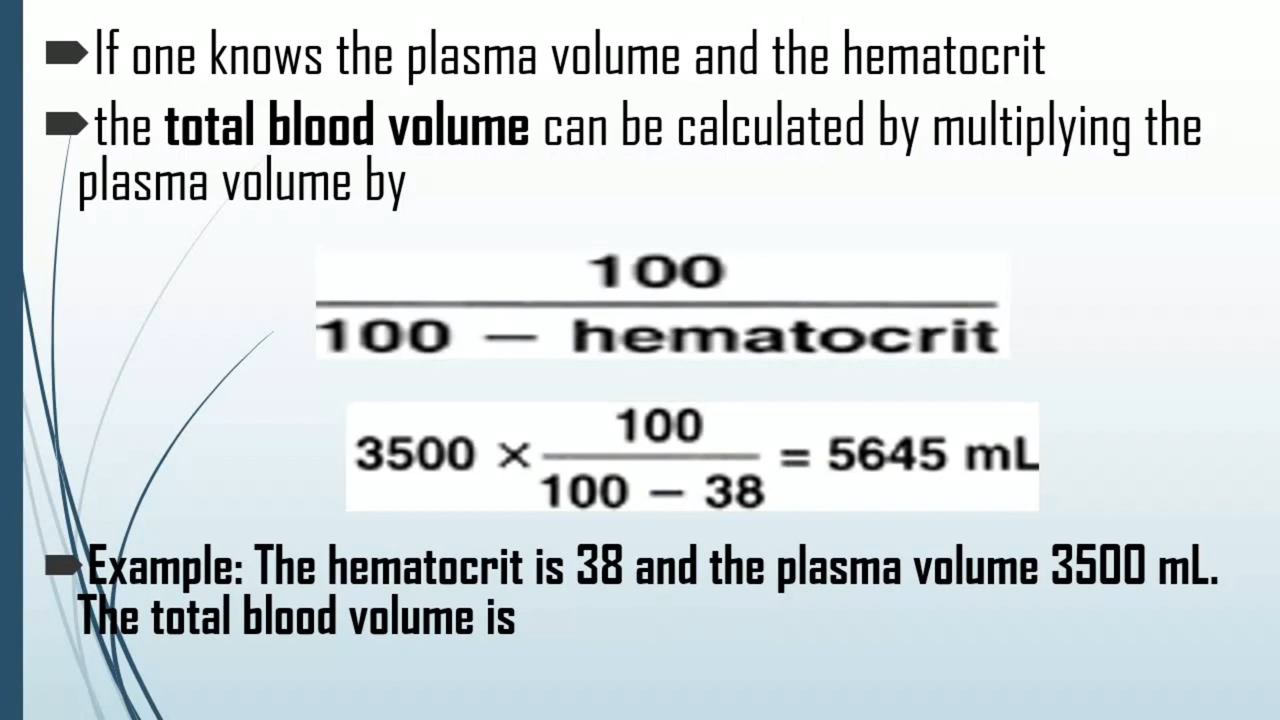 If one knows the plasma volume and the hematocrit
the total blood volume can be calculated by multiplying the
plasma volume by
100
100 – hematocrit
3500 × 100 = 5645 mL
100 – 38
Example: The hematocrit is 38 and the plasma volume 3500 mL.
The total blood volume is